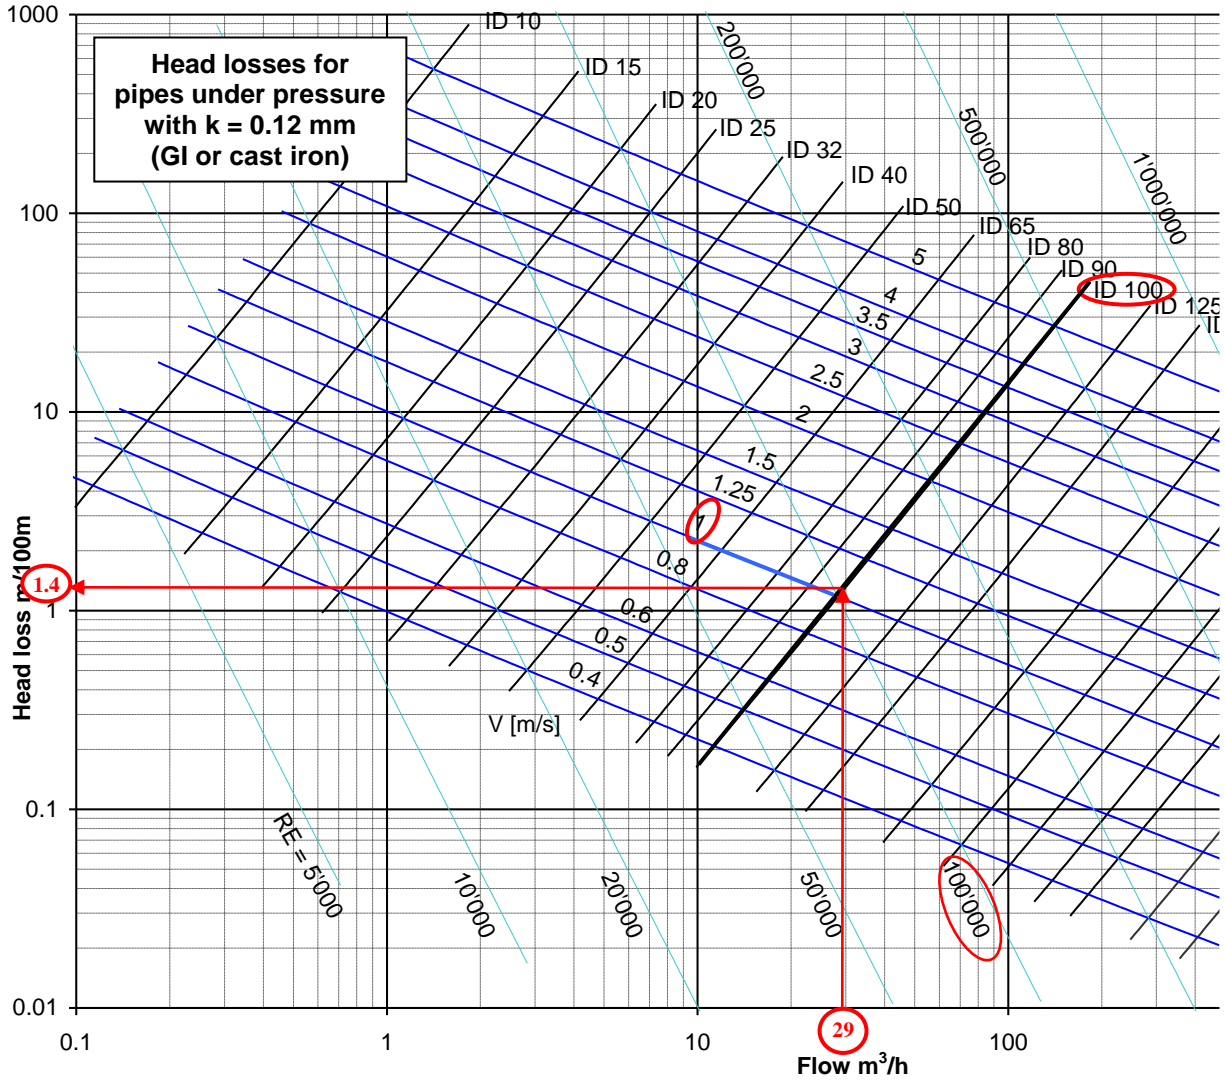 1000
100
10
1
0.1
0.01
Head loss m/100m
1.4
Head losses for
pipes under pressure
with k = 0.12 mm
(GI or cast iron)
ID 10
ID 15
ID 20
ID 25
ID 32
ID 40
ID 50
ID 65
ID 80
ID 90
ID 100
ID 125
200'000
500'000
1'000'000
5
4
3.5
3
2.5
2
1.5
1.25
1
0.8
0.6
0.5
0.4
V [m/s]
RE = 5'000
10'000
20'000
50'000
100'000
0.1
1
10
29
100
Flow m³/h